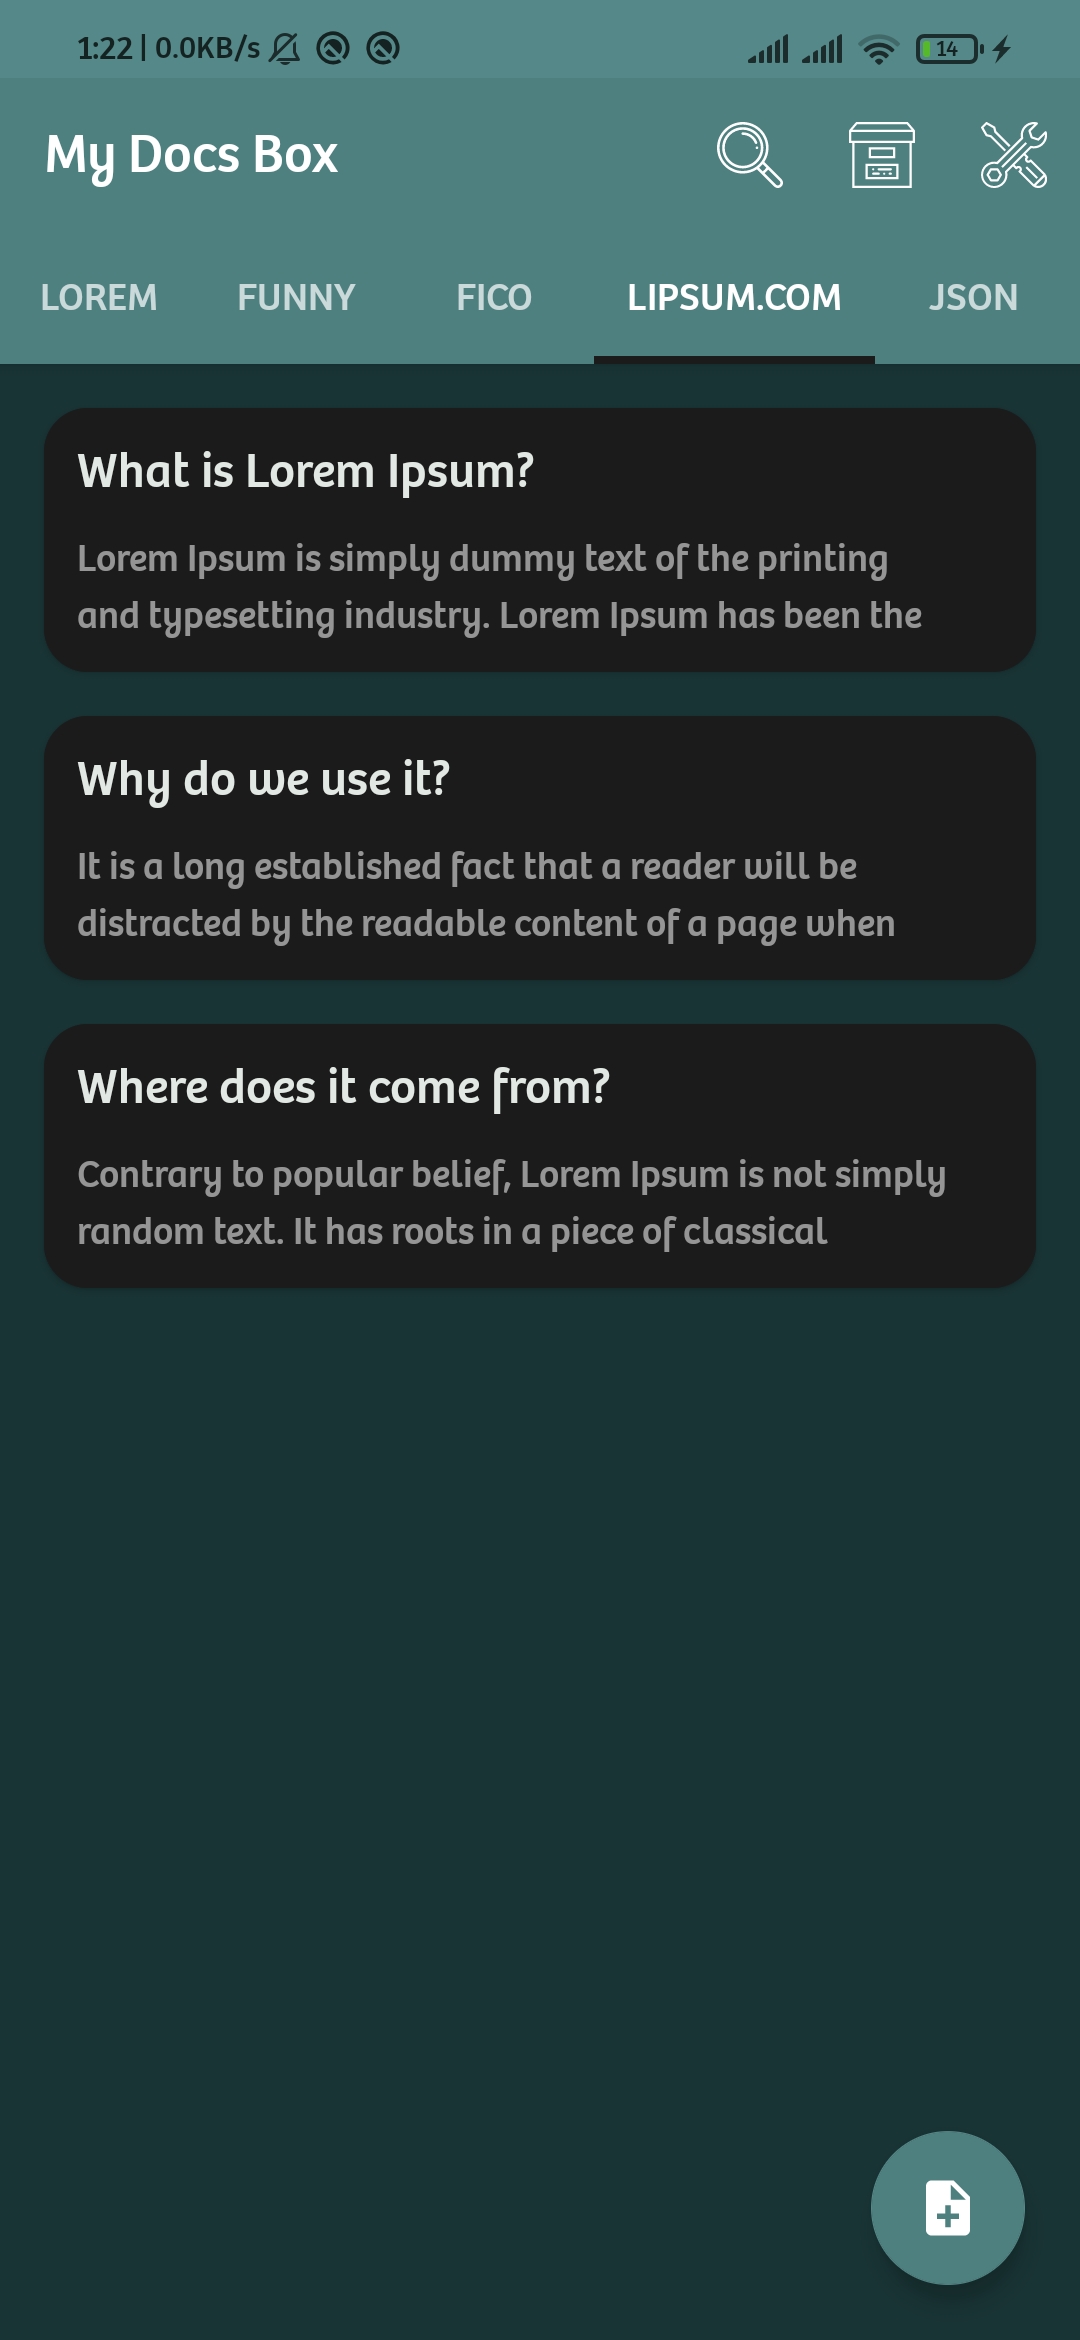 1:22 | 0.0KB/s 14
My Docs Box
LOREM FUNNY FICO LIPSUM.COM JSON
What is Lorem Ipsum?
Lorem Ipsum is simply dummy text of the printing
and typesetting industry. Lorem Ipsum has been the
Why do we use it?
It is a long established fact that a reader will be
distracted by the readable content of a page when
Where does it come from?
Contrary to popular belief, Lorem Ipsum is not simply
random text. It has roots in a piece of classical